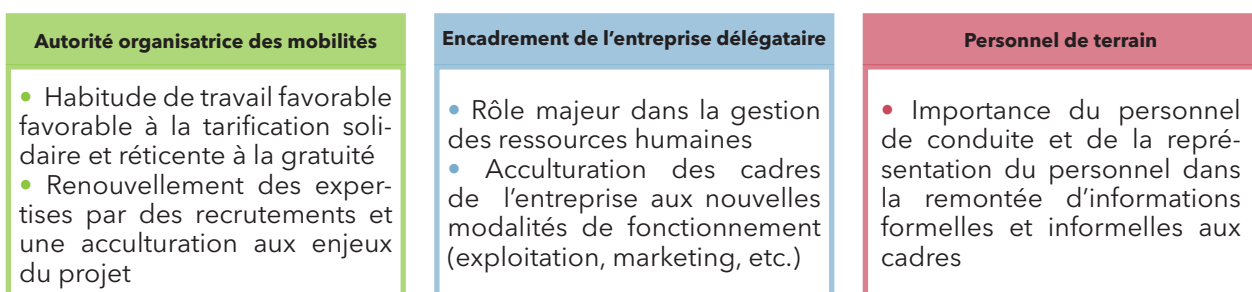 Autorité organisatrice des mobilités
• Habitude de travail favorable
favorable à la tarification soli-
daire et réticente à la gratuité
• Renouvellement des exper-
tises par des recrutements et
une acculturation aux enjeux
du projet
Encadrement de l’entreprise délégataire
• Rôle majeur dans la gestion
des ressources humaines
• Acculturation des cadres
de l’entreprise aux nouvelles
modalités de fonctionnement
(exploitation, marketing, etc.)
Personnel de terrain
• Importance du personnel
de conduite et de la repré-
sentation du personnel dans
la remontée d’informations
formelles et informelles aux
cadres